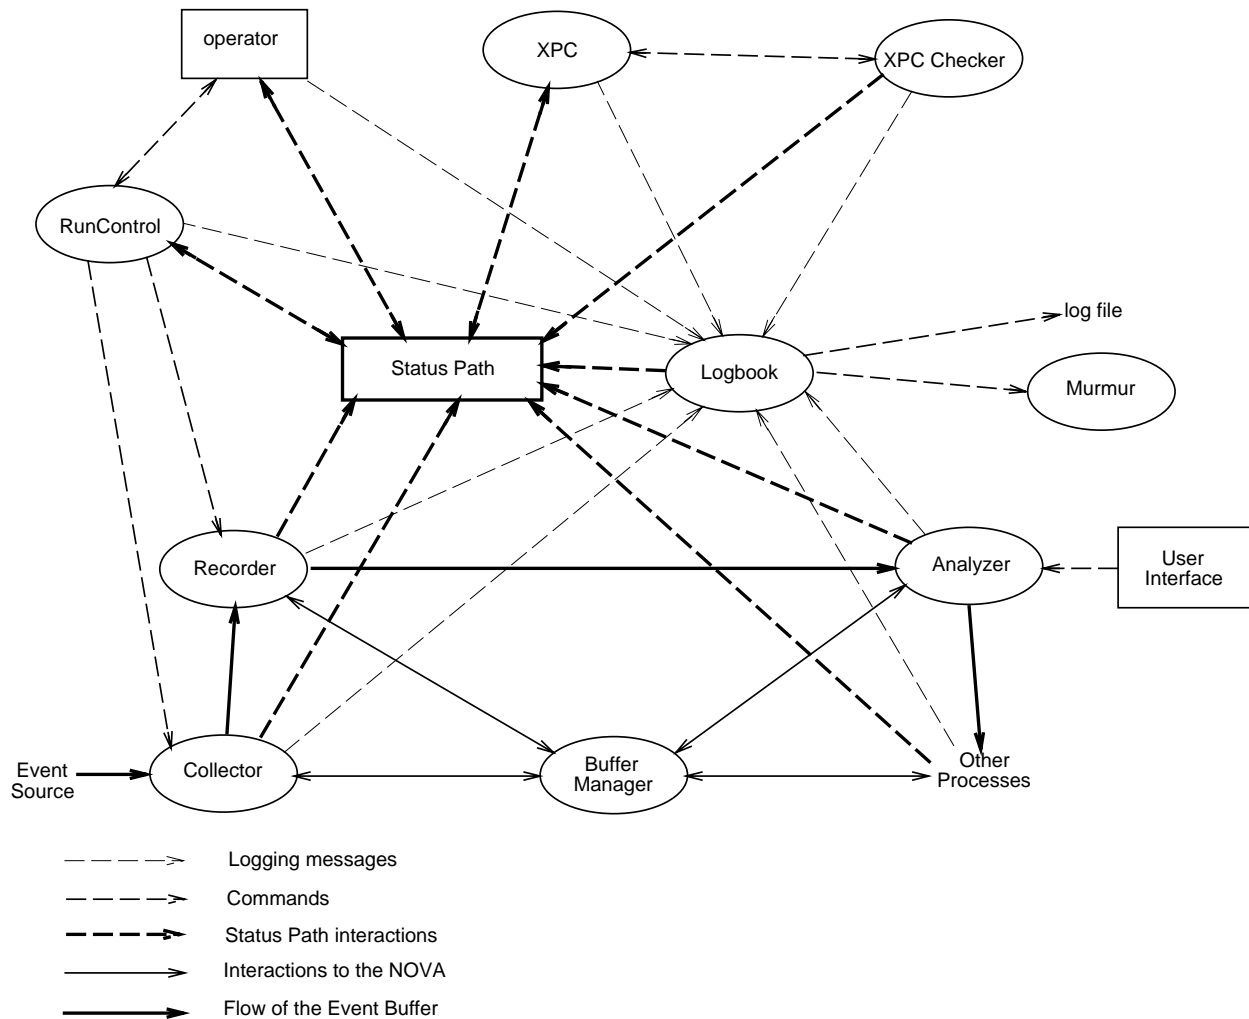 operator
XPC
XPC Checker
RunControl
log file
Status Path
Logbook
Murmur
Recorder
Analyzer
User
Interface
Event
Source
Collector
Buffer
Manager
Other
Processes
Logging messages
Commands
Status Path interactions
Interactions to the NOVA
Flow of the Event Buffer